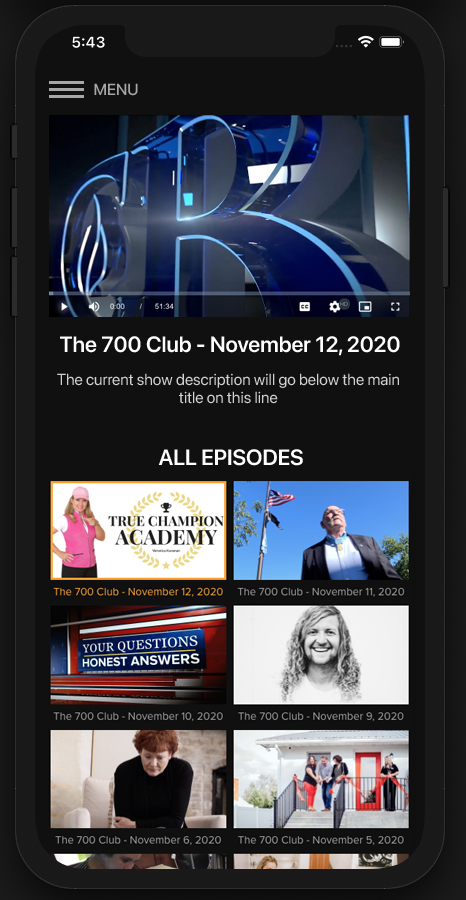 5:43
MENU
CBN
0:00 / 51:34
CC
The 700 Club - November 12, 2020
The current show description will go below the main
title on this line
ALL EPISODES
TRUE CHAMPION
ACADEMY
The 700 Club - November 12, 2020
The 700 Club - November 11, 2020
YOUR QUESTIONS
HONEST ANSWERS
The 700 Club - November 10, 2020
The 700 Club - November 9, 2020
The 700 Club - November 6, 2020
The 700 Club - November 5, 2020